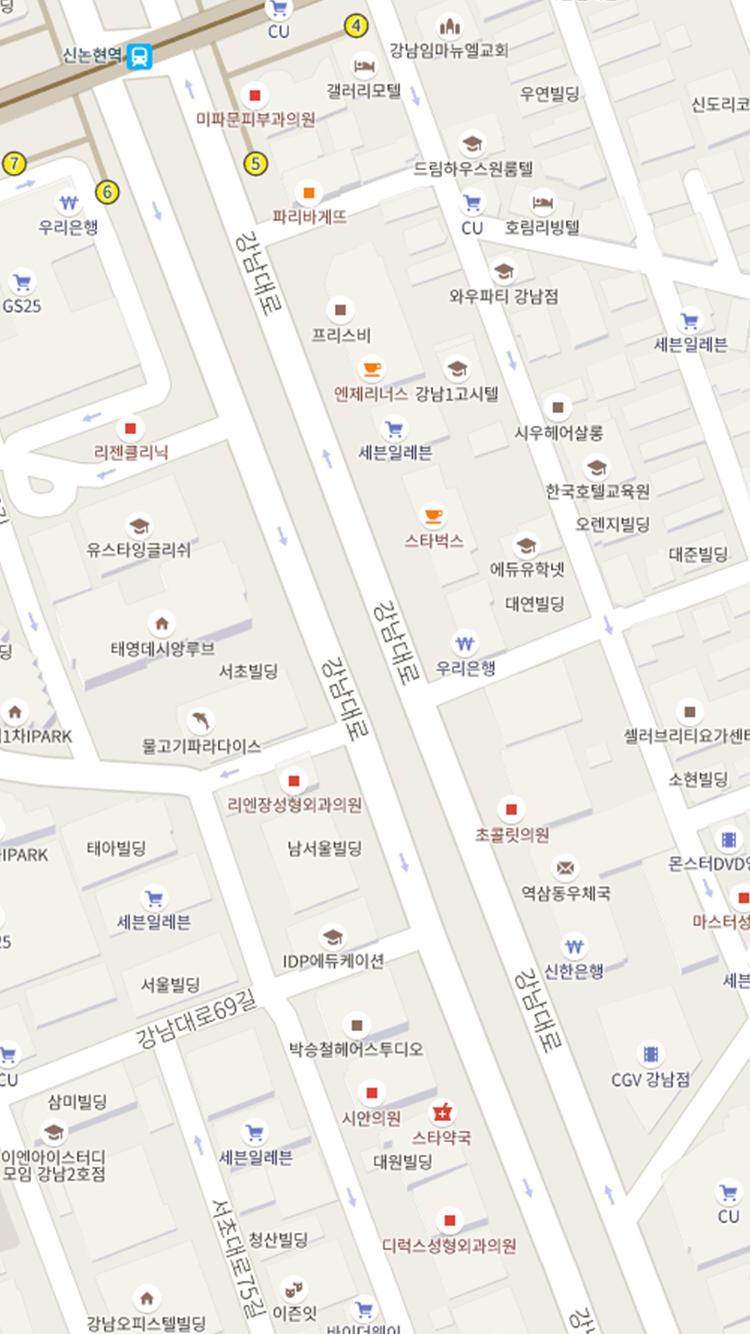 딩
신논현역
CU
4
강남임마뉴엘교회
갤러리모텔
우연빌딩
신도리코
미파문피부과의원
7
6
5
드림하우스원룸텔
우리은행
파리바게뜨
CU
호림리빙텔
강남대로
GS25
와우파티 강남점
프리스비
세븐일레븐
엔제리너스
강남1고시텔
시우헤어살롱
리젠클리닉
세븐일레븐
한국호텔교육원
유스타잉글리쉬
스타벅스
오렌지빌딩
에듀유학넷
대준빌딩
대연빌딩
태영데시앙루브
강남대로
딩
서초빌딩
우리은행
강남대로
1차IPARK
물고기파라다이스
셀러브리티요가센터
소현빌딩
리엔장성형외과의원
초콜릿의원
IPARK
태아빌딩
남서울빌딩
몬스터DVD영
역삼동우체국
세븐일레븐
마스터성
25
IDP에듀케이션
신한은행
세븐
서울빌딩
강남대로69길
강남대로
박승철헤어스투디오
CU
CGV 강남점
삼미빌딩
시안의원
스타약국
이엔아이스터디
모임 강남2호점
세븐일레븐
대원빌딩
CU
서초대로75길
청산빌딩
디럭스성형외과의원
강남오피스텔빌딩
이즌잇
바이더웨이
강